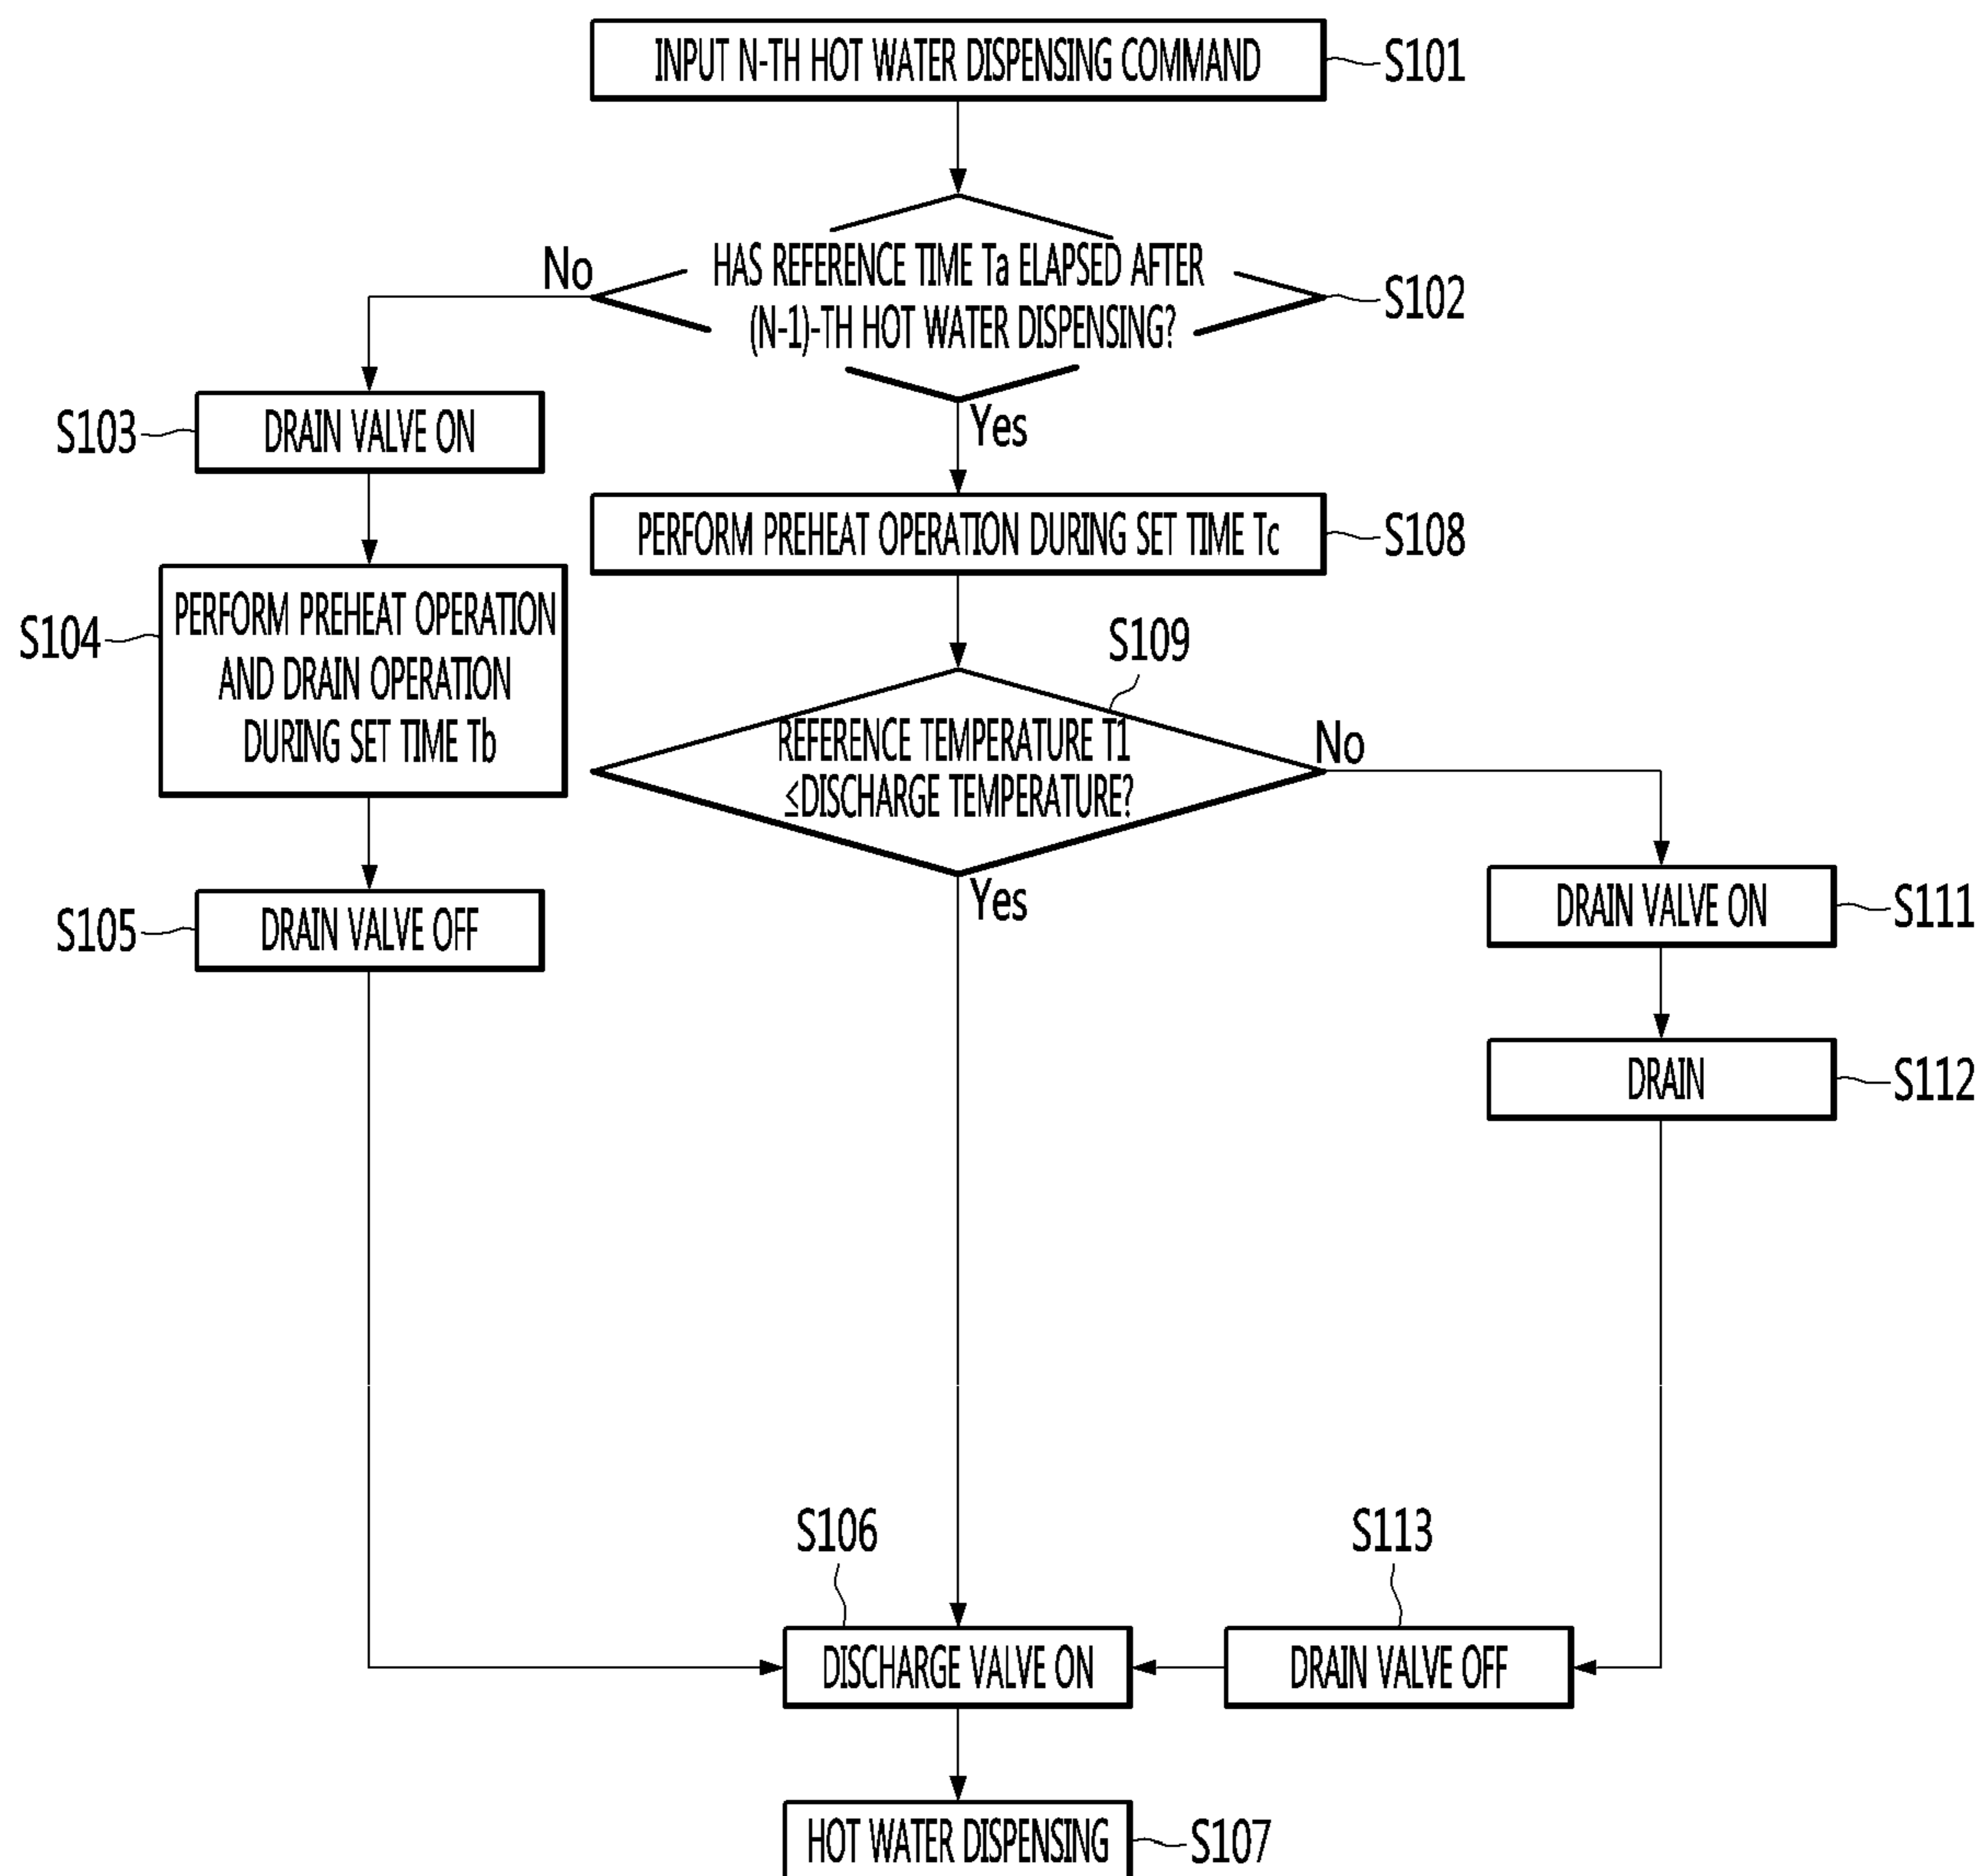 INPUT N-TH HOT WATER DISPENSING COMMAND
S101
HAS REFERENCE TIME Ta ELAPSED AFTER
(N-1)-TH HOT WATER DISPENSING?
S102
No
Yes
S103
DRAIN VALVE ON
PERFORM PREHEAT OPERATION DURING SET TIME Tc
S108
S104
PERFORM PREHEAT OPERATION
AND DRAIN OPERATION
DURING SET TIME Tb
S109
REFERENCE TEMPERATURE T1
≤DISCHARGE TEMPERATURE?
No
Yes
S105
DRAIN VALVE OFF
DRAIN VALVE ON
S111
DRAIN
S112
S106
S113
DISCHARGE VALVE ON
DRAIN VALVE OFF
HOT WATER DISPENSING
S107